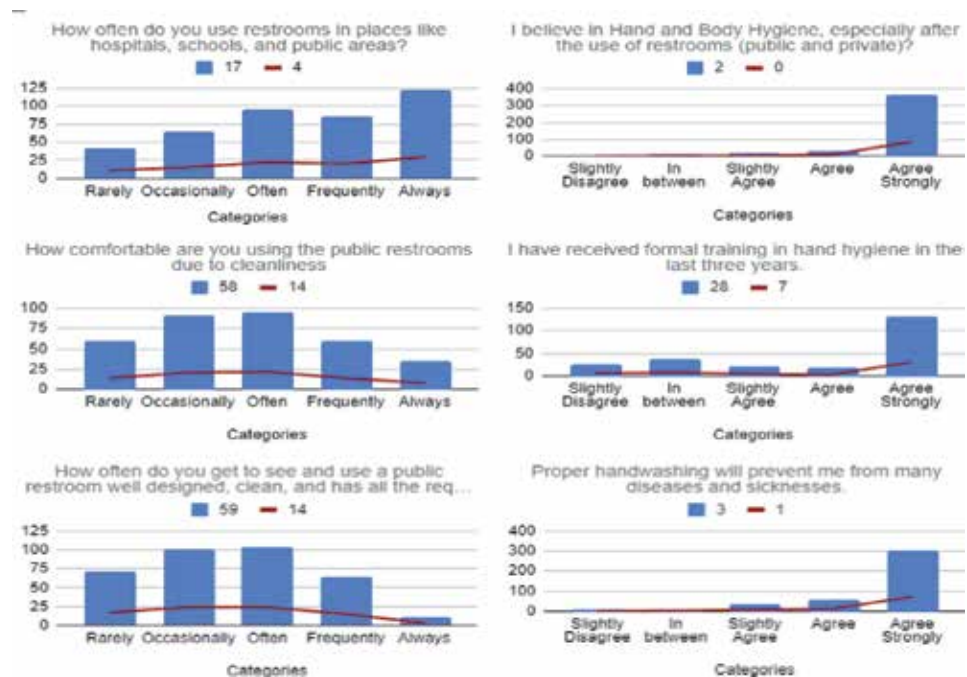 How often do you use restrooms in places like
hospitals, schools, and public areas?
17 4
125
100
75
50
25
0
Rarely Occasionally Often Frequently Always
Categories
I believe in Hand and Body Hygiene, especially after
the use of restrooms (public and private)?
2 0
400
300
200
100
0
Slightly Disagree In between Slightly Agree Agree Agree Strongly
Categories
How comfortable are you using the public restrooms
due to cleanliness
58 14
100
75
50
25
0
Rarely Occasionally Often Frequently Always
Categories
I have received formal training in hand hygiene in the
last three years.
28 7
150
100
50
0
Slightly Disagree In between Slightly Agree Agree Agree Strongly
Categories
How often do you get to see and use a public
restroom well designed, clean, and has all the req...
59 14
125
100
75
50
25
0
Rarely Occasionally Often Frequently Always
Categories
Proper handwashing will prevent me from many
diseases and sicknesses.
3 1
400
300
200
100
0
Slightly Disagree In between Slightly Agree Agree Agree Strongly
Categories